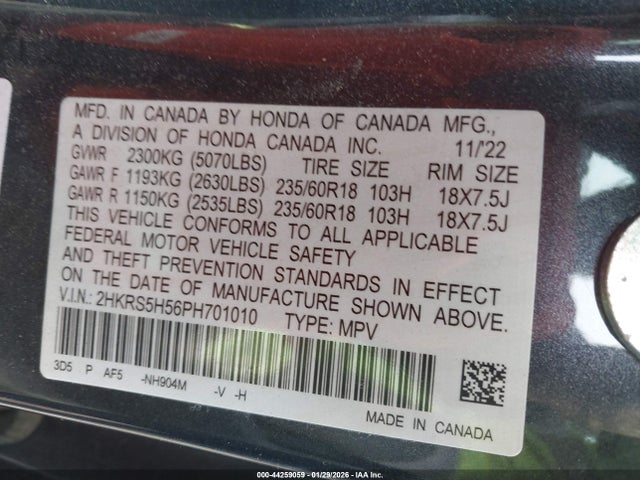 MFD. IN CANADA BY HONDA OF CANADA MFG.,
A DIVISION OF HONDA CANADA INC. 11/'22
GVWR 2300KG (5070LBS) TIRE SIZE RIM SIZE
GAWR F 1193KG (2630LBS) 235/60R18 103H 18X7.5J
GAWR R 1150KG (2535LBS) 235/60R18 103H 18X7.5J
THIS VEHICLE CONFORMS TO ALL APPLICABLE
FEDERAL MOTOR VEHICLE SAFETY
AND THEFT PREVENTION STANDARDS IN EFFECT
ON THE DATE OF MANUFACTURE SHOWN ABOVE.
V.I.N.: 2HKRS5H56PH701010 TYPE: MPV
3D5 P AF5 -NH904M -V -H
MADE IN CANADA
000-44259059 - 01/29/2026 - IAA Inc.